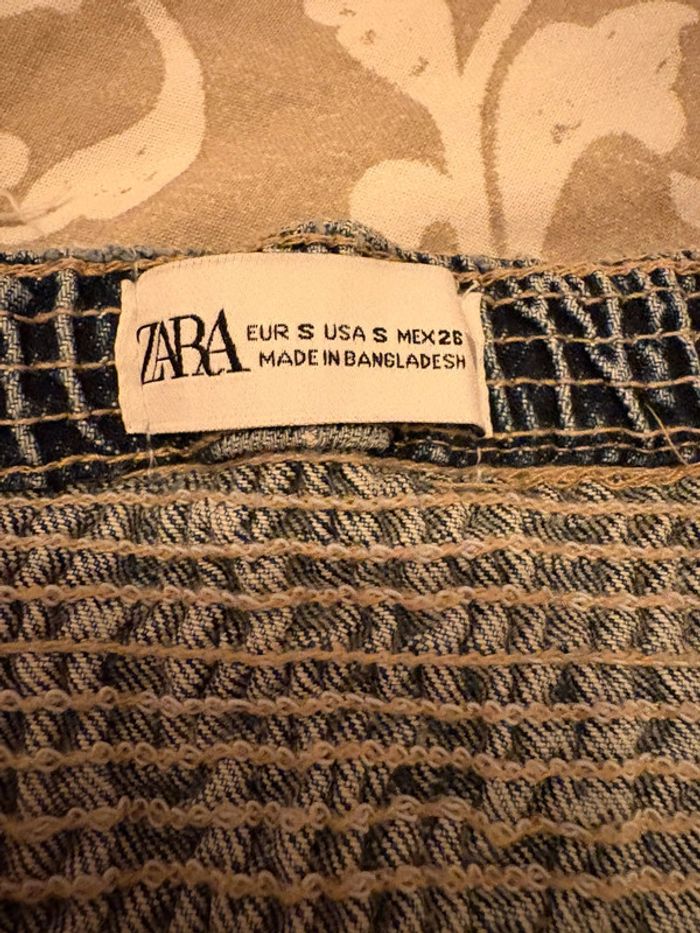 ZARA
EUR S USA S MEX 26
MADE IN BANGLADESH